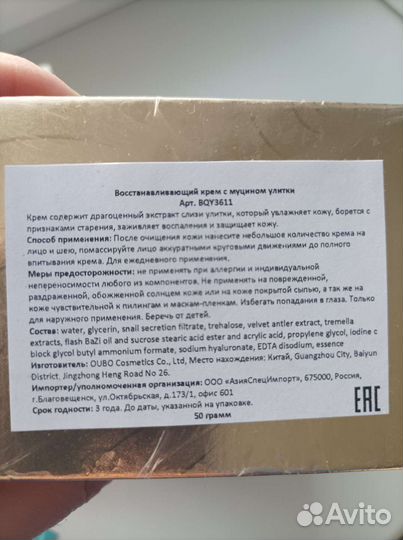 Восстанавливающий крем с муцином улитки
Арт. BQY3611
Крем содержит драгоценный экстракт слизи улитки, который увлажняет кожу, борется с
признаками старения, заживляет воспаления и защищает кожу.
Способ применения: После очищения кожи нанесите небольшое количество крема на
лицо и шею, помассируйте лицо аккуратными круговыми движениями до полного
впитывания крема. Для ежедневного применения.
Меры предосторожности: не применять при аллергии и индивидуальной
непереносимости любого из компонентов. Не применять на поврежденной,
раздраженной, обожженной солнцем коже или на коже покрытой сыпью, а так же на
коже чувствительной к пилингам и маскам-пленкам. Избегать попадания в глаза. Только
для наружного применения. Беречь от детей.
Состав: water, glycerin, snail secretion filtrate, trehalose, velvet antler extract, tremella
extracts, flash BaZi oil and sucrose stearic acid ester and acrylic acid, propylene glycol, iodine c
block glycol butyl ammonium formate, sodium hyaluronate, EDTA disodium, essence
Изготовитель: OUBO Cosmetics Co., Ltd, Место нахождения: Китай, Guangzhou City, Baiyun
District, Jingzhong Heng Road No 26.
Импортер/уполномоченная организация: ООО «АзияСпецИмпорт», 675000, Россия,
г.Благовещенск, ул.Октябрьская, д.173/1, офис 601
Срок годности: 3 года. До даты, указанной на упаковке.
50 грамм
EAC
Avito